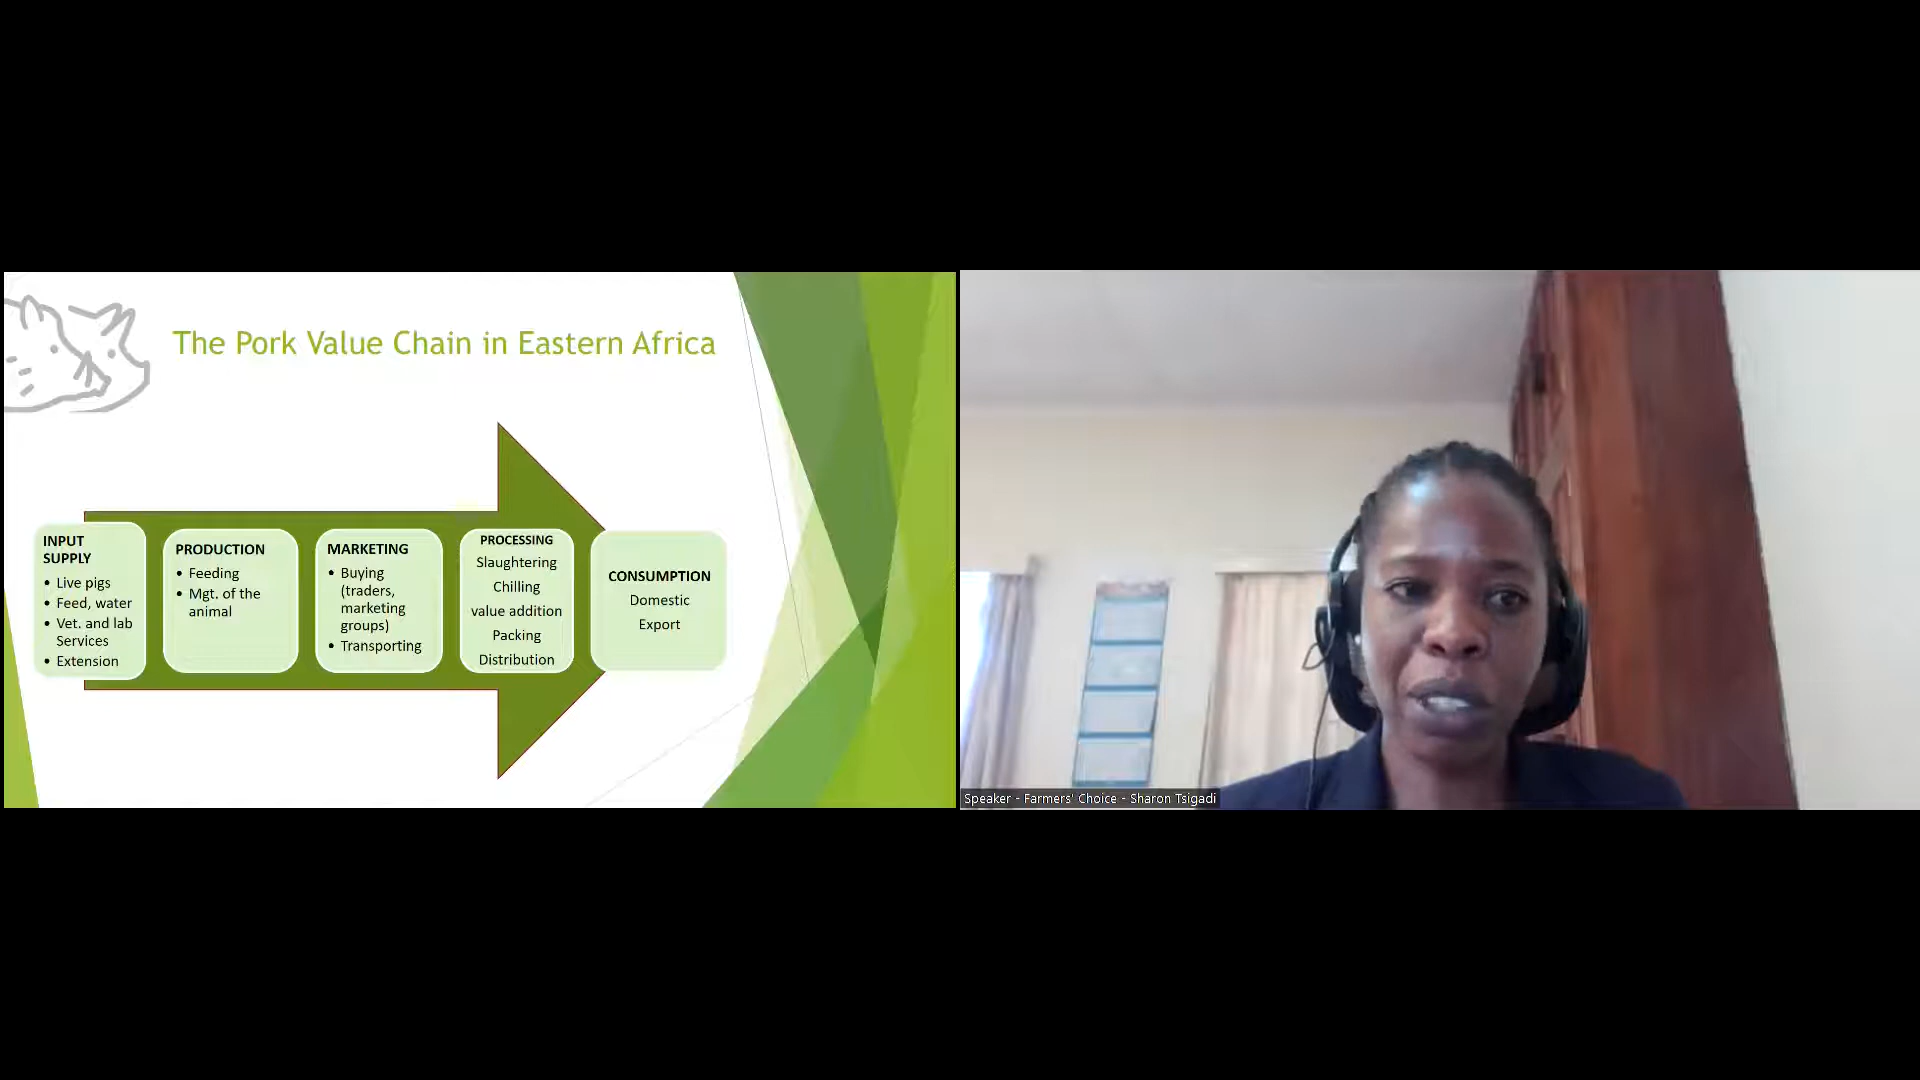 The Pork Value Chain in Eastern Africa
INPUT
SUPPLY
• Live pigs
• Feed, water
• Vet. and lab
Services
• Extension
PRODUCTION
• Feeding
• Mgt. of the
animal
MARKETING
• Buying
(traders,
marketing
groups)
• Transporting
PROCESSING
Slaughtering
Chilling
value addition
Packing
Distribution
CONSUMPTION
Domestic
Export
Speaker - Farmers' Choice - Sharon Tsigadi